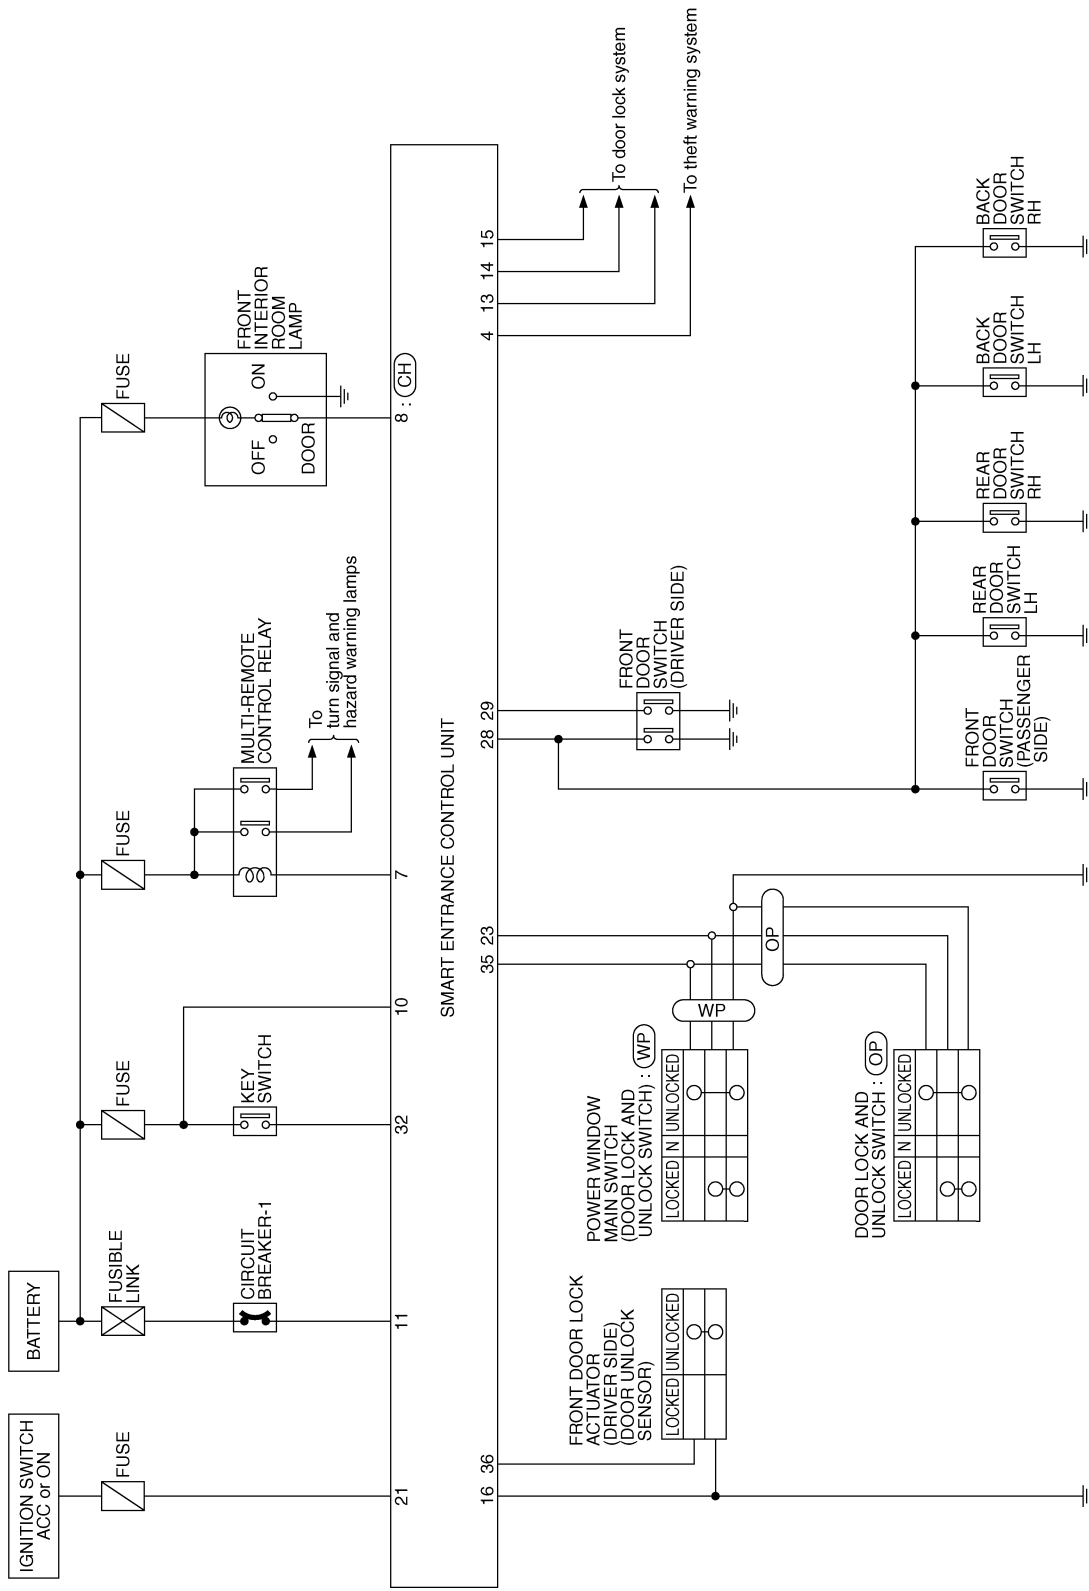 IGNITION SWITCH
ACC or ON
BATTERY
FUSE
FUSIBLE
LINK
FUSE
FUSE
FUSE
CIRCUIT
BREAKER-1
KEY
SWITCH
MULTI-REMOTE
CONTROL RELAY
To
turn signal and
hazard warning lamps
FRONT
INTERIOR
ROOM
LAMP
OFF
ON
DOOR
21
11
32
10
7
8 : CH
SMART ENTRANCE CONTROL UNIT
16
36
35
23
28
29
4
13
14
15
To door lock system
To theft warning system
FRONT DOOR LOCK
ACTUATOR
(DRIVER SIDE)
(DOOR UNLOCK
SENSOR)
LOCKED
UNLOCKED
POWER WINDOW
MAIN SWITCH
(DOOR LOCK AND
UNLOCK SWITCH) : WP
LOCKED
N
UNLOCKED
WP
OP
DOOR LOCK AND
UNLOCK SWITCH : OP
LOCKED
N
UNLOCKED
FRONT
DOOR
SWITCH
(DRIVER SIDE)
FRONT
DOOR
SWITCH
(PASSENGER
SIDE)
REAR
DOOR
SWITCH
LH
REAR
DOOR
SWITCH
RH
BACK
DOOR
SWITCH
LH
BACK
DOOR
SWITCH
RH